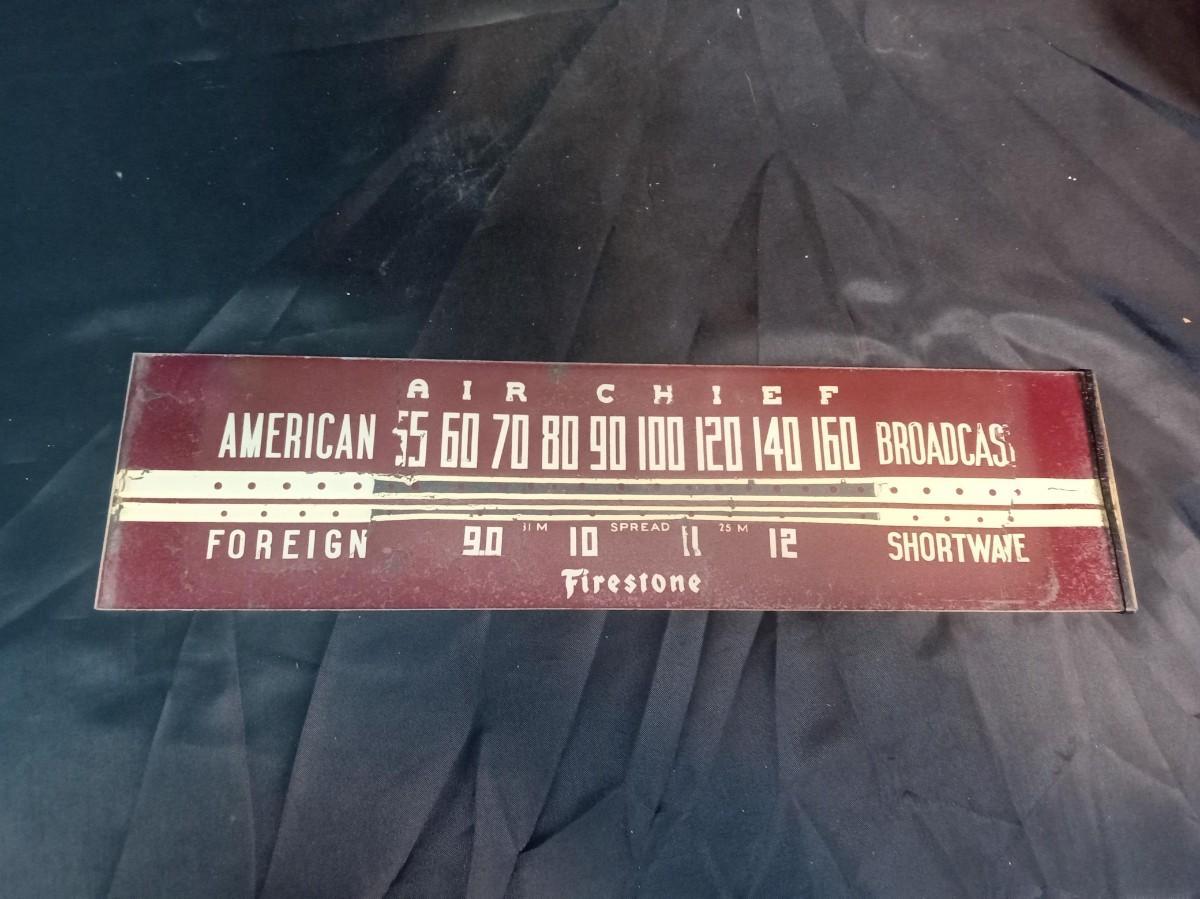 AIR CHIEF
AMERICAN 55 60 70 80 90 100 120 140 160 BROADCAST
31 M SPREAD 25 M
FOREIGN 9.0 10 11 12 SHORTWAVE
Firestone